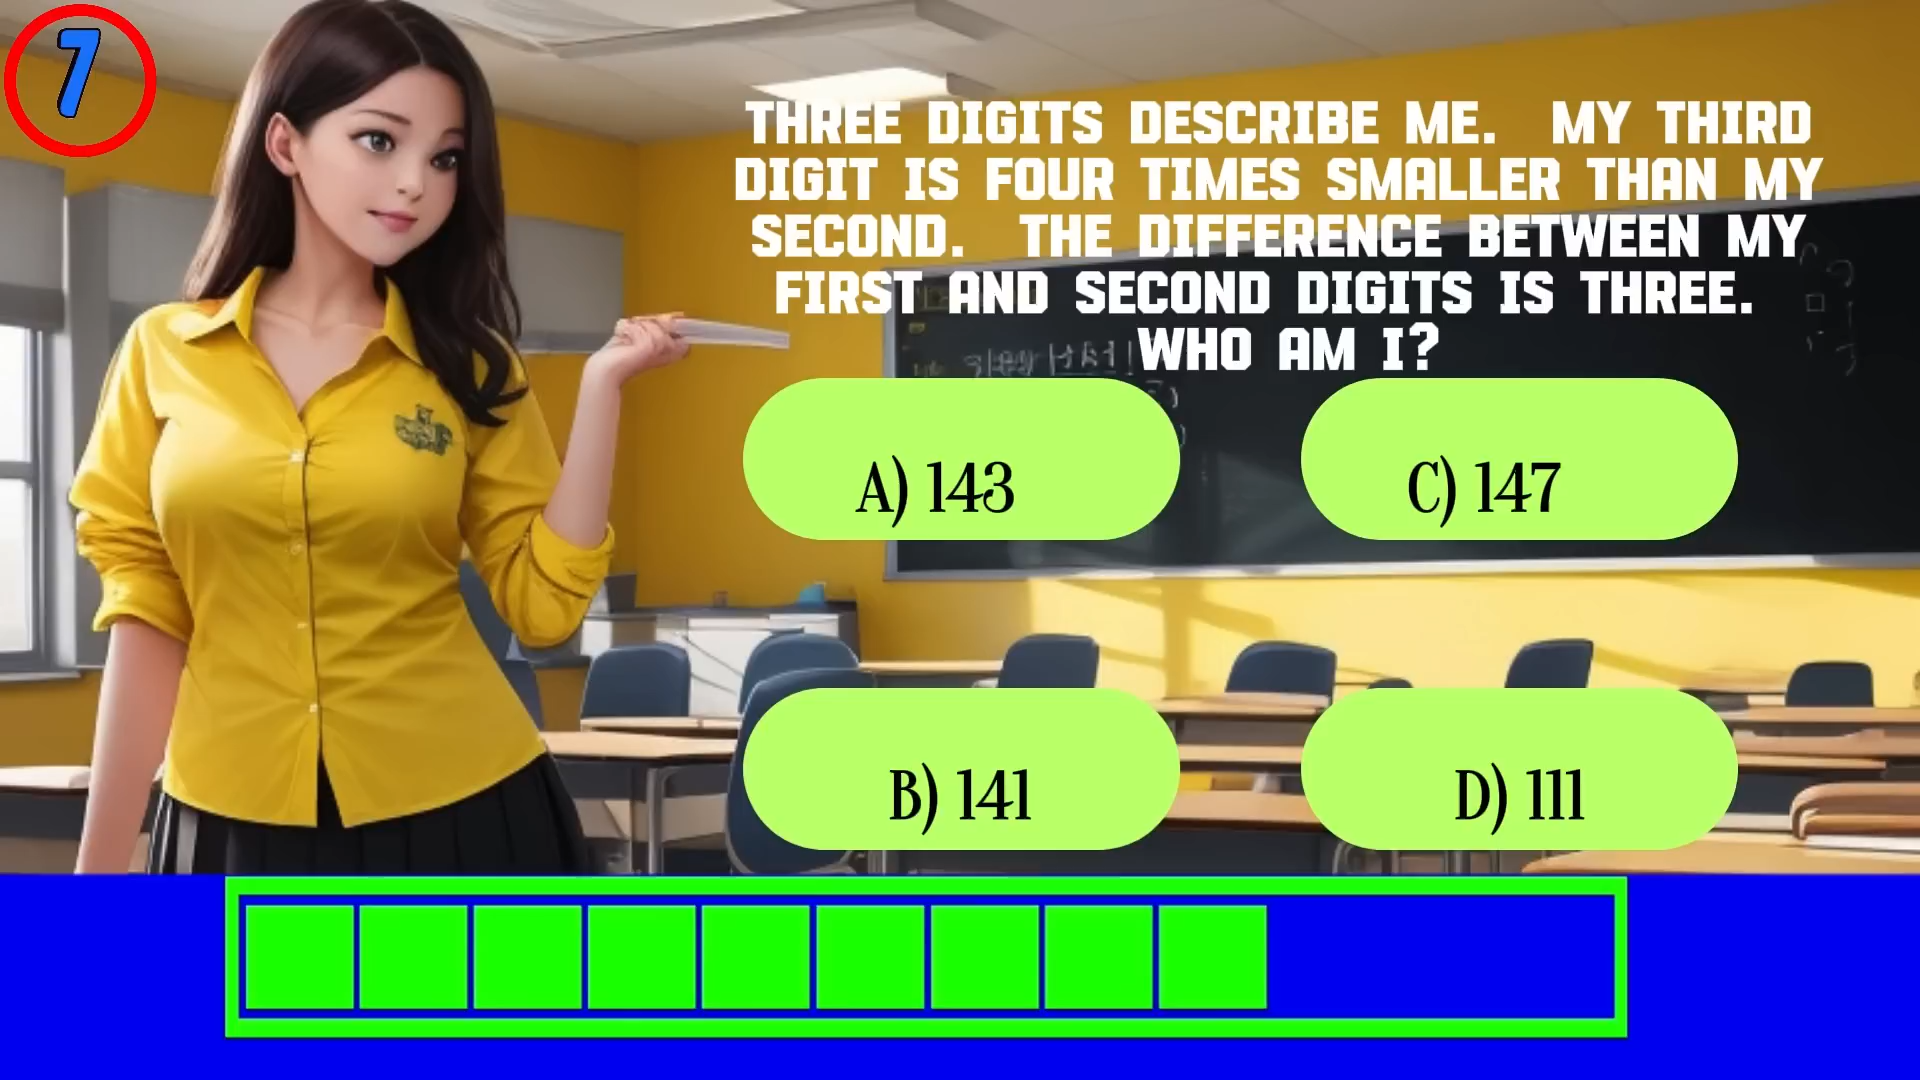 7
THREE DIGITS DESCRIBE ME. MY THIRD
DIGIT IS FOUR TIMES SMALLER THAN MY
SECOND. THE DIFFERENCE BETWEEN MY
FIRST AND SECOND DIGITS IS THREE.
WHO AM I?
A) 143
C) 147
B) 141
D) 111